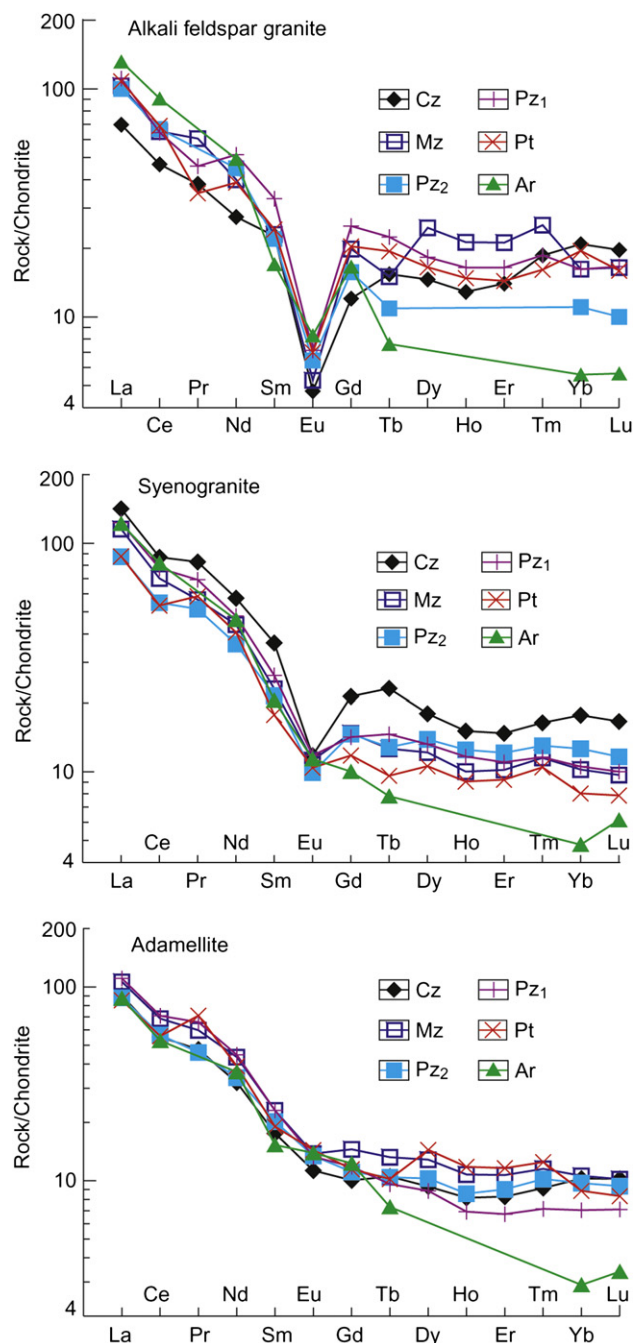 200
Alkali feldspar granite
100
Cz
Pz1
Mz
Pt
Pz2
Ar
Rock/Chondrite
10
La
Pr
Sm
Gd
Dy
Er
Yb
4
Ce
Nd
Eu
Tb
Ho
Tm
Lu
200
Syenogranite
100
Cz
Pz1
Mz
Pt
Pz2
Ar
Rock/Chondrite
10
Ce
Nd
Eu
Tb
Ho
Tm
Lu
4
La
Pr
Sm
Gd
Dy
Er
Yb
200
Adamellite
100
Cz
Pz1
Mz
Pt
Pz2
Ar
Rock/Chondrite
10
Ce
Nd
Eu
Tb
Ho
Tm
Lu
4
La
Pr
Sm
Gd
Dy
Er
Yb